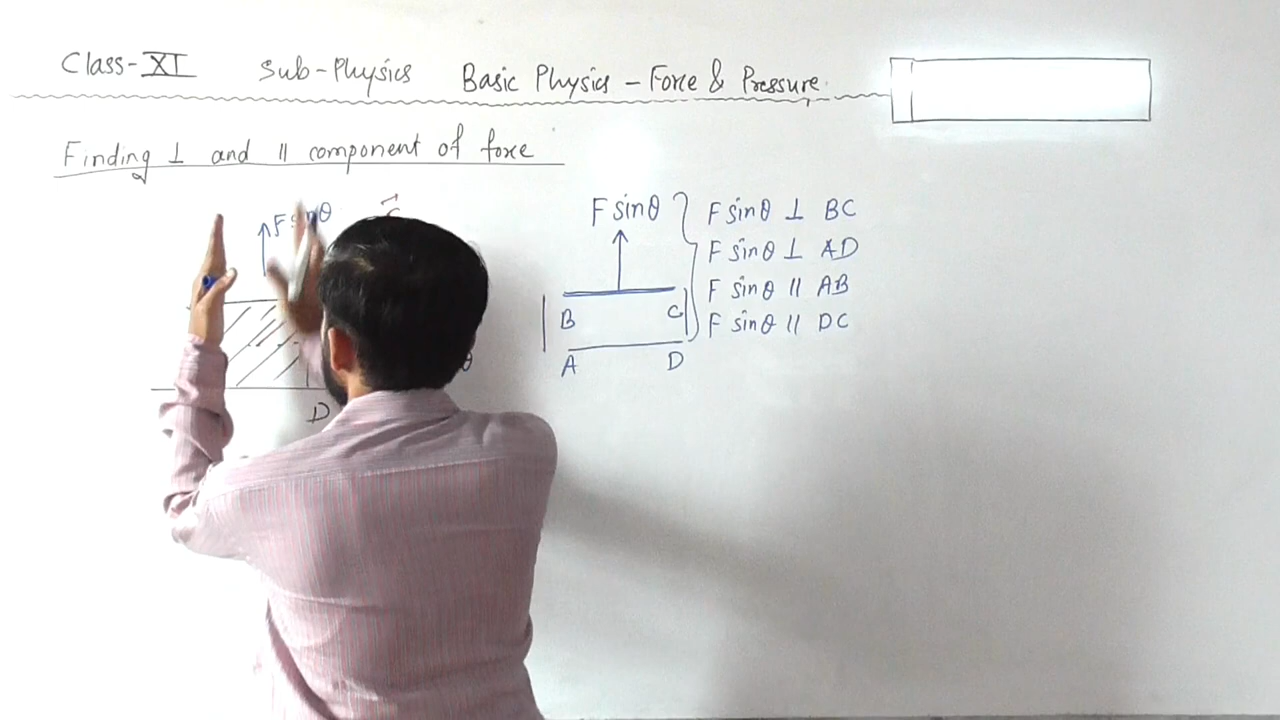 Class-XI Sub-Physics Basic Physics – Force & Pressure
Finding ⊥ and || component of force
F sinθ
D
θ
F sinθ
B C
A D
F sinθ ⊥ BC
F sinθ ⊥ AD
F sinθ || AB
F sinθ || DC